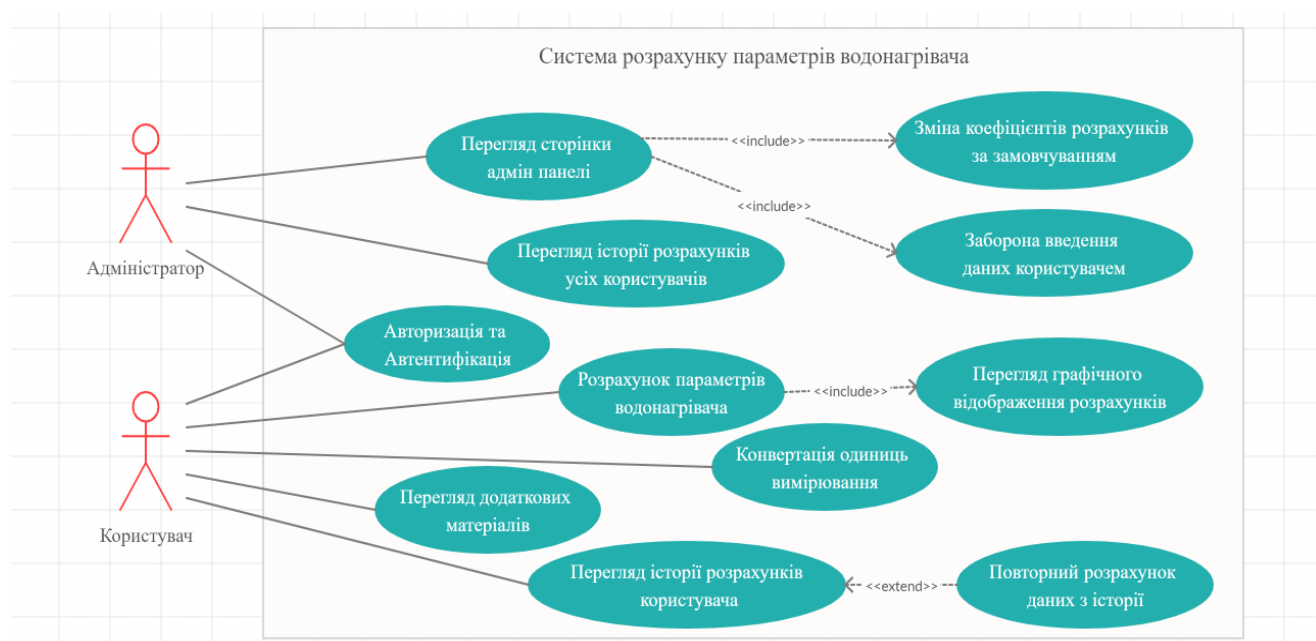 Система розрахунку параметрів водонагрівача
Перегляд сторінки
адмін панелі
<<include>>
Зміна коефіцієнтів розрахунків
за замовчуванням
<<include>>
Заборона введення
даних користувачем
Адміністратор
Перегляд історії розрахунків
усіх користувачів
Авторизація та
Автентифікація
Розрахунок параметрів
водонагрівача
<<include>>
Перегляд графічного
відображення розрахунків
Конвертація одиниць
вимірювання
Перегляд додаткових
матеріалів
Користувач
Перегляд історії розрахунків
користувача
<<extend>>
Повторний розрахунок
даних з історії